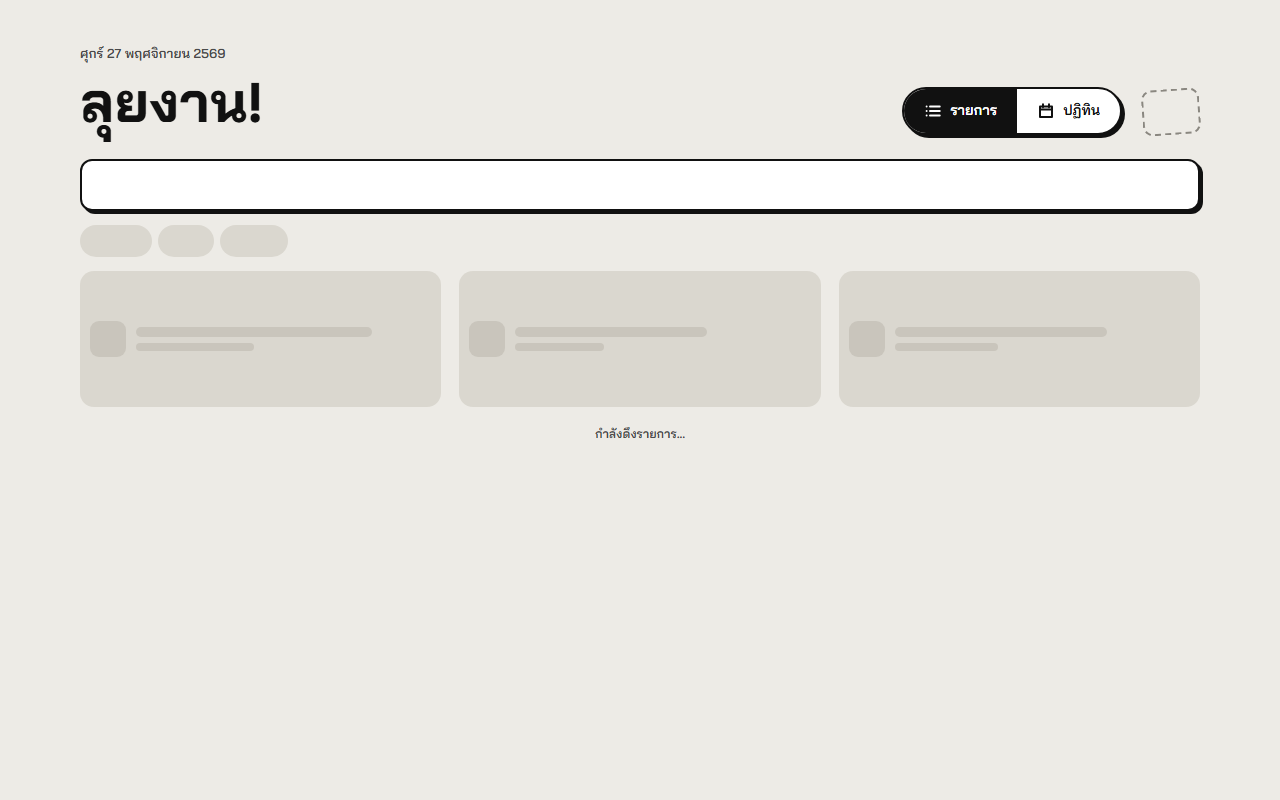 ศุกร์ 27 พฤศจิกายน 2569
ลุยงาน!
รายการ
ปฏิทิน
กำลังดึงรายการ...